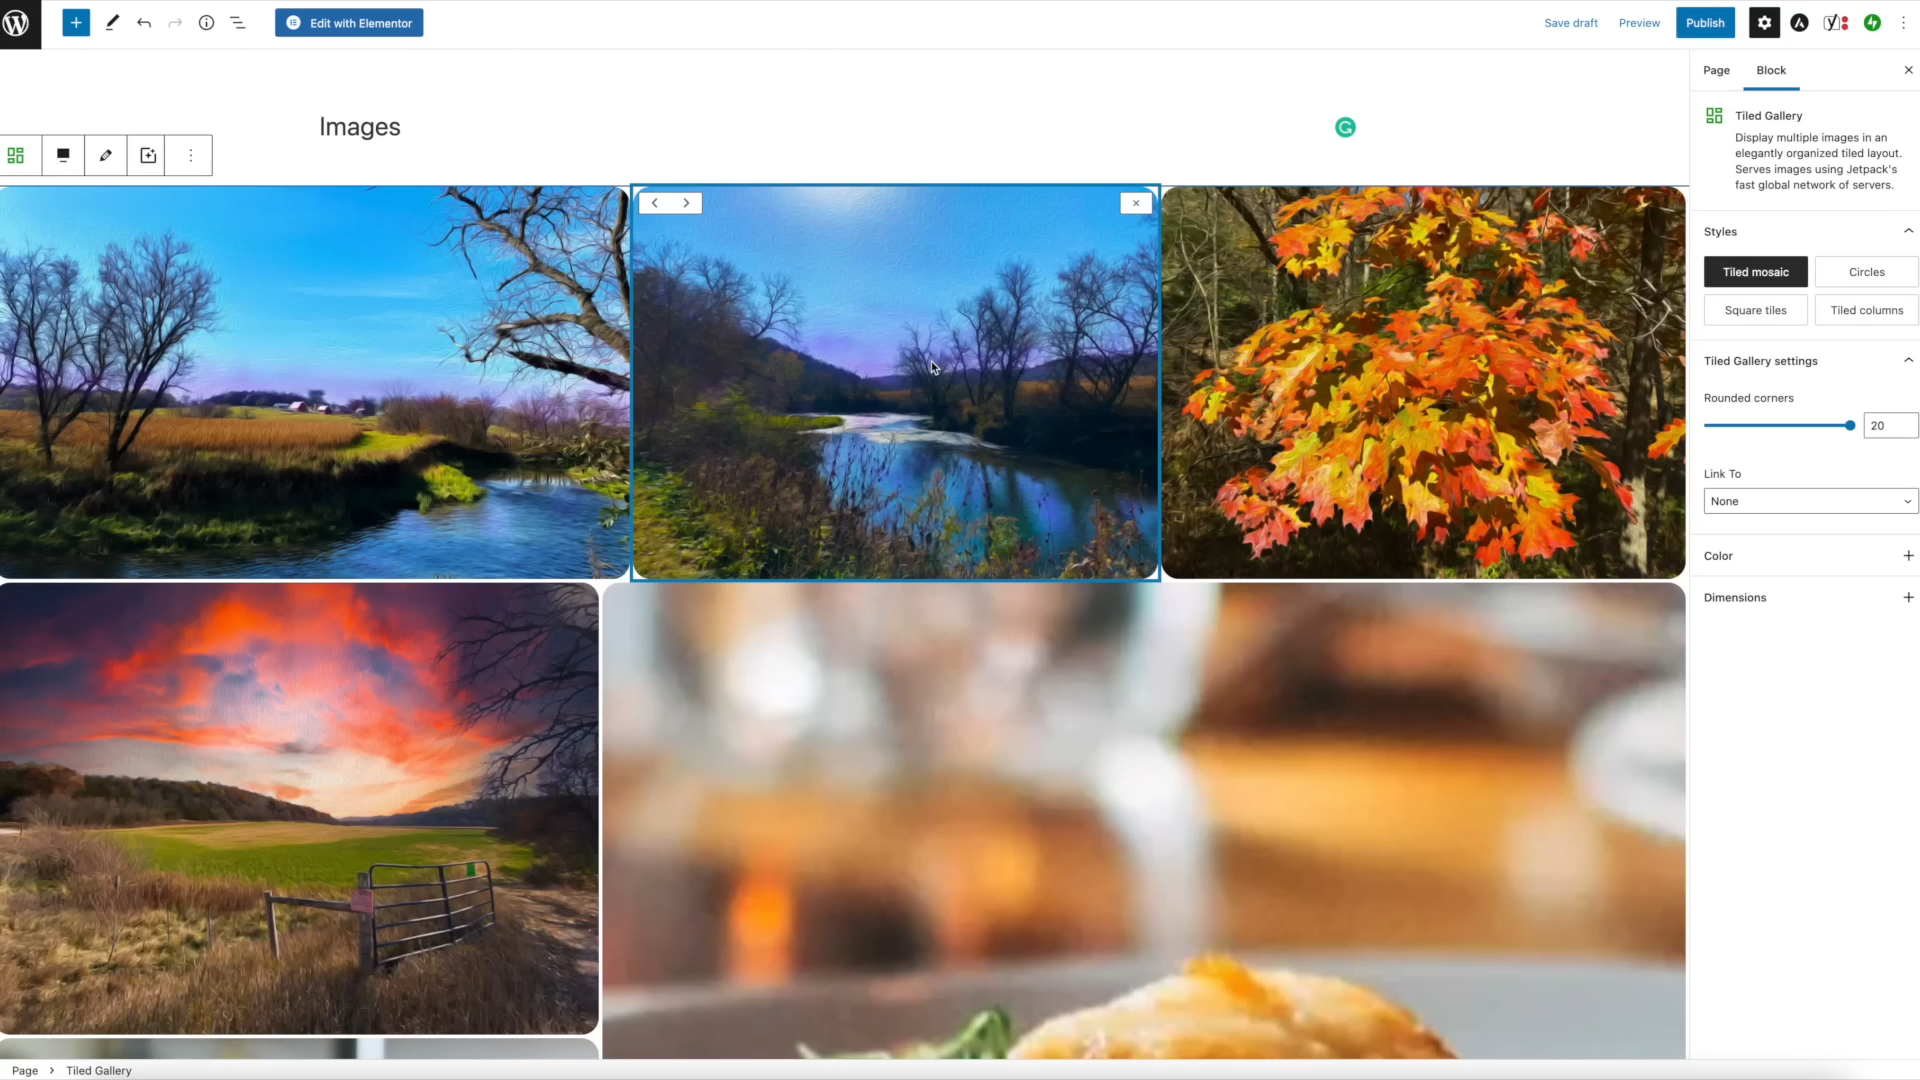 Edit with Elementor
Save draft
Preview
Publish
Page
Block
Images
Tiled Gallery
Display multiple images in an
elegantly organized tiled layout.
Serves images using Jetpack's
fast global network of servers.
Styles
Tiled mosaic
Circles
Square tiles
Tiled columns
Tiled Gallery settings
Rounded corners
20
Link To
None
Color
Dimensions
Page > Tiled Gallery